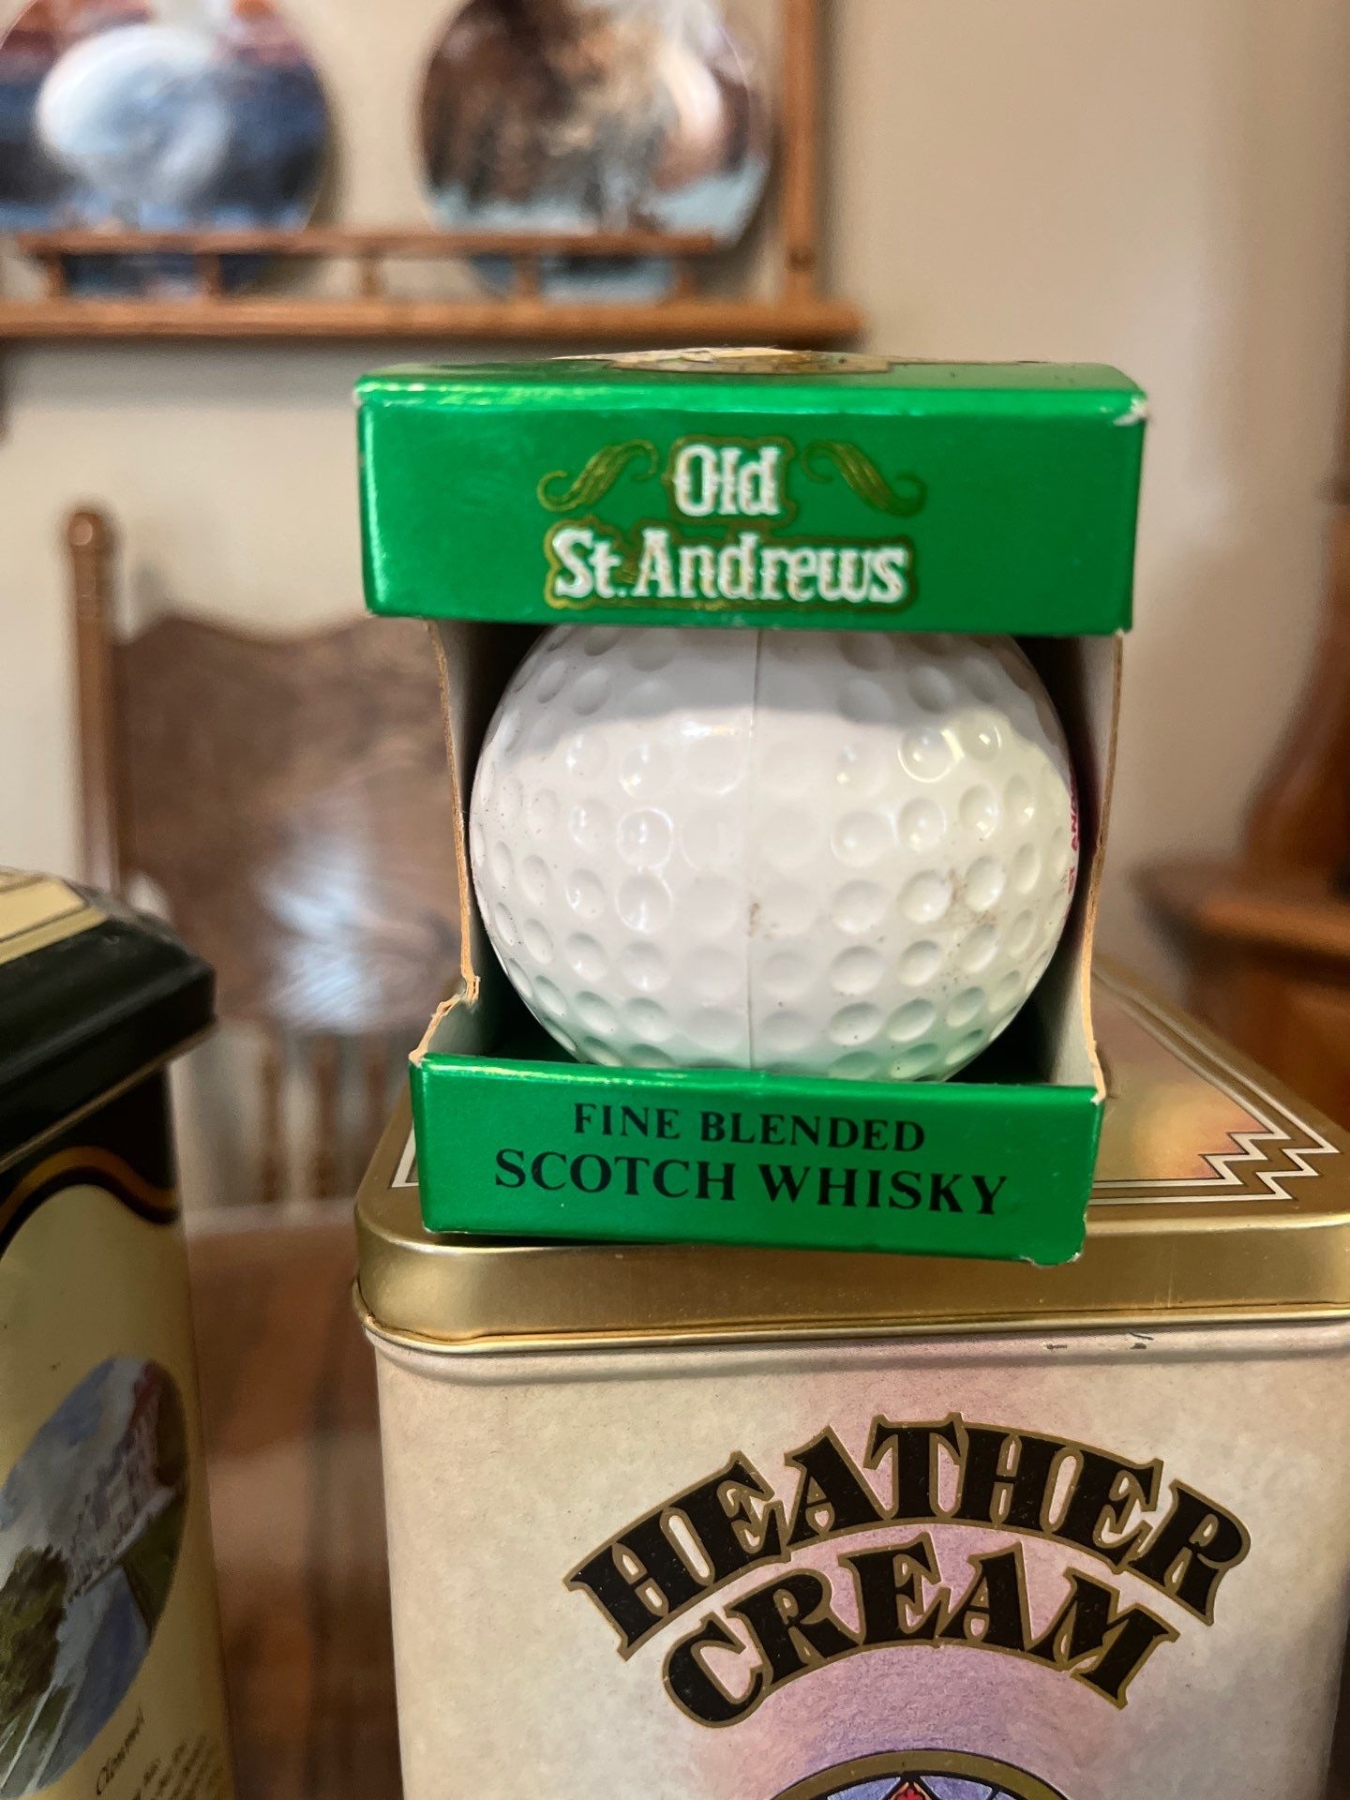 Old
St. Andrews
FINE BLENDED
SCOTCH WHISKY
HEATHER
CREAM